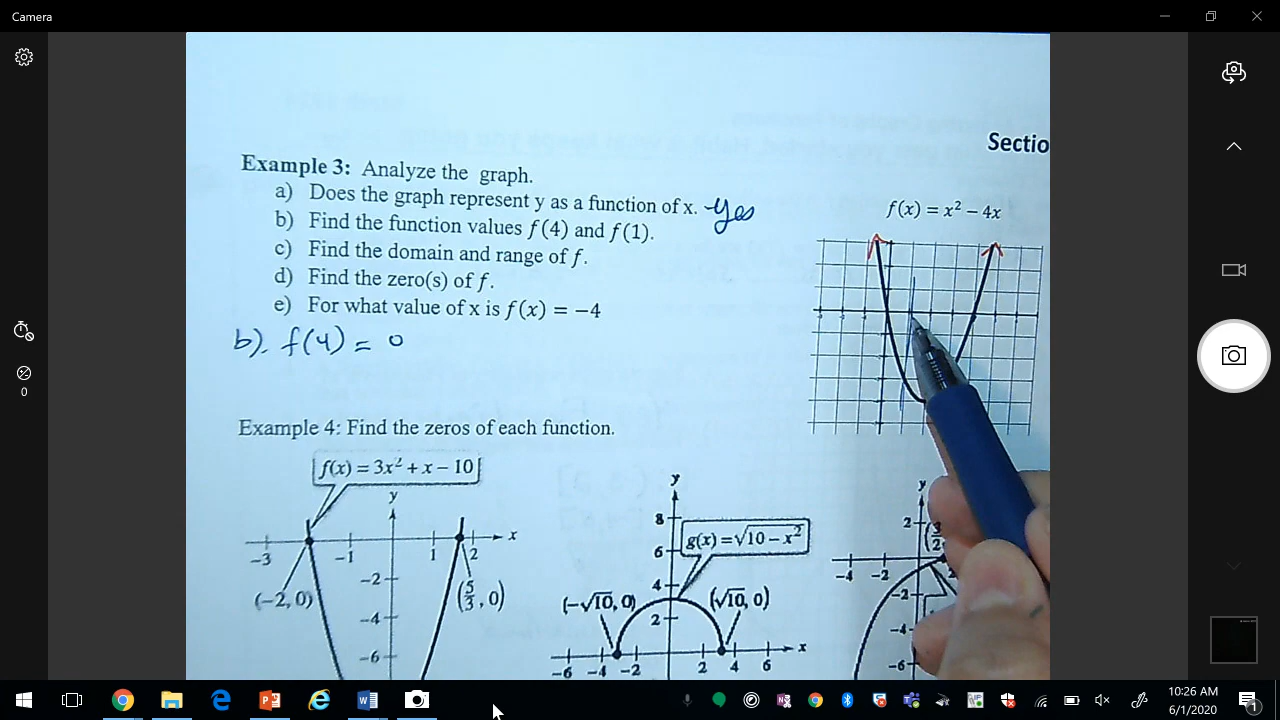 Camera
Sectio
Example 3: Analyze the graph.
a) Does the graph represent y as a function of x. - Yes
b) Find the function values f(4) and f(1).
c) Find the domain and range of f.
d) Find the zero(s) of f.
e) For what value of x is f(x) = −4
b). f(4) = 0
f(x) = x² − 4x
0
Example 4: Find the zeros of each function.
f(x) = 3x² + x − 10
y
x
-3 -1 1 2
-2
-4
-6
(−2, 0)
(5/3, 0)
y
8
6
4
2
g(x) = √10 − x²
(−√10, 0)
(√10, 0)
x
-6 -4 -2 2 4 6
y
2
(3/2
-4 -2
-2
-4
-6
10:26 AM
6/1/2020
1